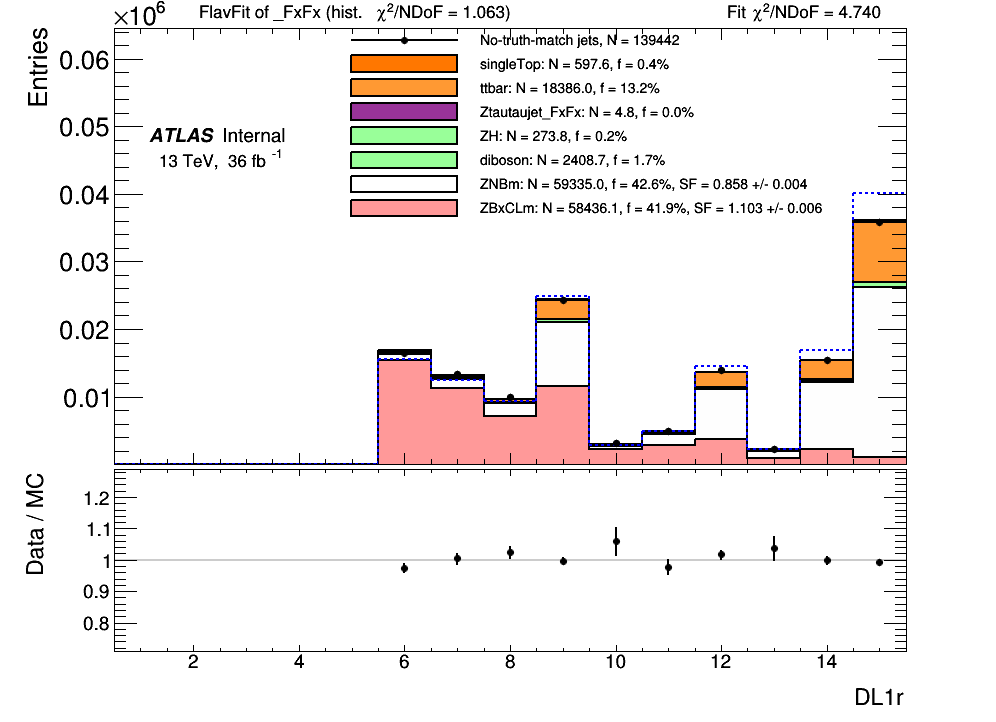 ×10⁶ FlavFit of _FxFx (hist. χ²/NDoF = 1.063) Fit χ²/NDoF = 4.740
Entries
0.06
0.05
0.04
0.03
0.02
0.01
No-truth-match jets, N = 139442
singleTop: N = 597.6, f = 0.4%
ttbar: N = 18386.0, f = 13.2%
Ztautaujet_FxFx: N = 4.8, f = 0.0%
ZH: N = 273.8, f = 0.2%
diboson: N = 2408.7, f = 1.7%
ZNBm: N = 59335.0, f = 42.6%, SF = 0.858 +/- 0.004
ZBxCLm: N = 58436.1, f = 41.9%, SF = 1.103 +/- 0.006
ATLAS Internal
13 TeV, 36 fb⁻¹
Data / MC
1.2
1.1
1
0.9
0.8
2 4 6 8 10 12 14
DL1r